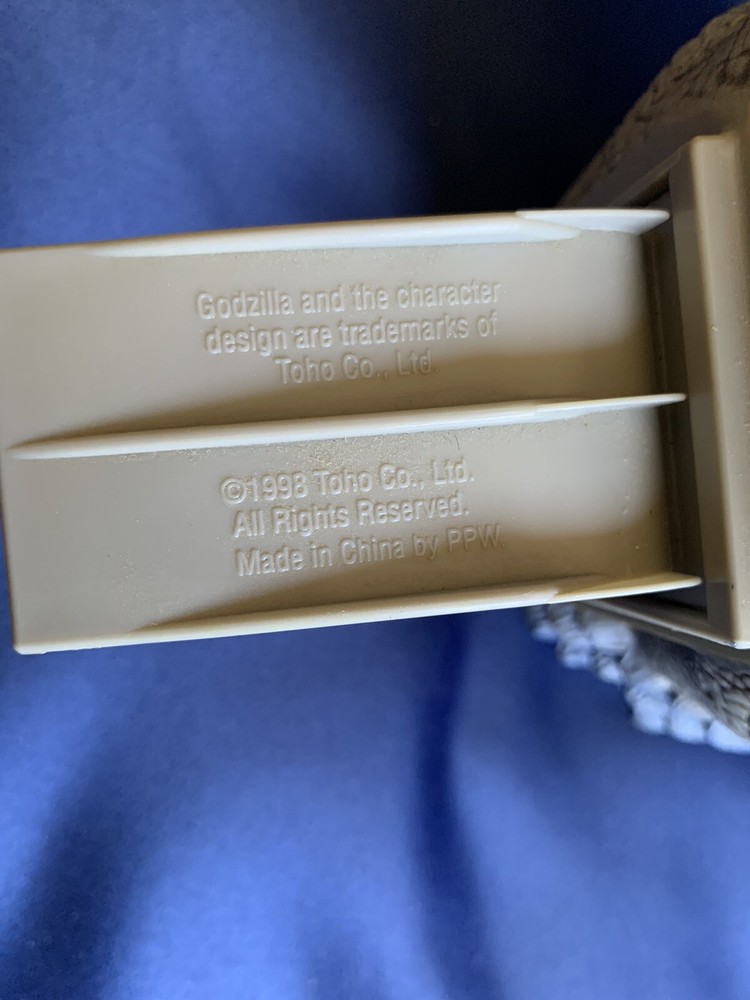 Godzilla and the character
design are trademarks of
Toho Co., Ltd.
©1998 Toho Co., Ltd.
All Rights Reserved.
Made in China by PPW